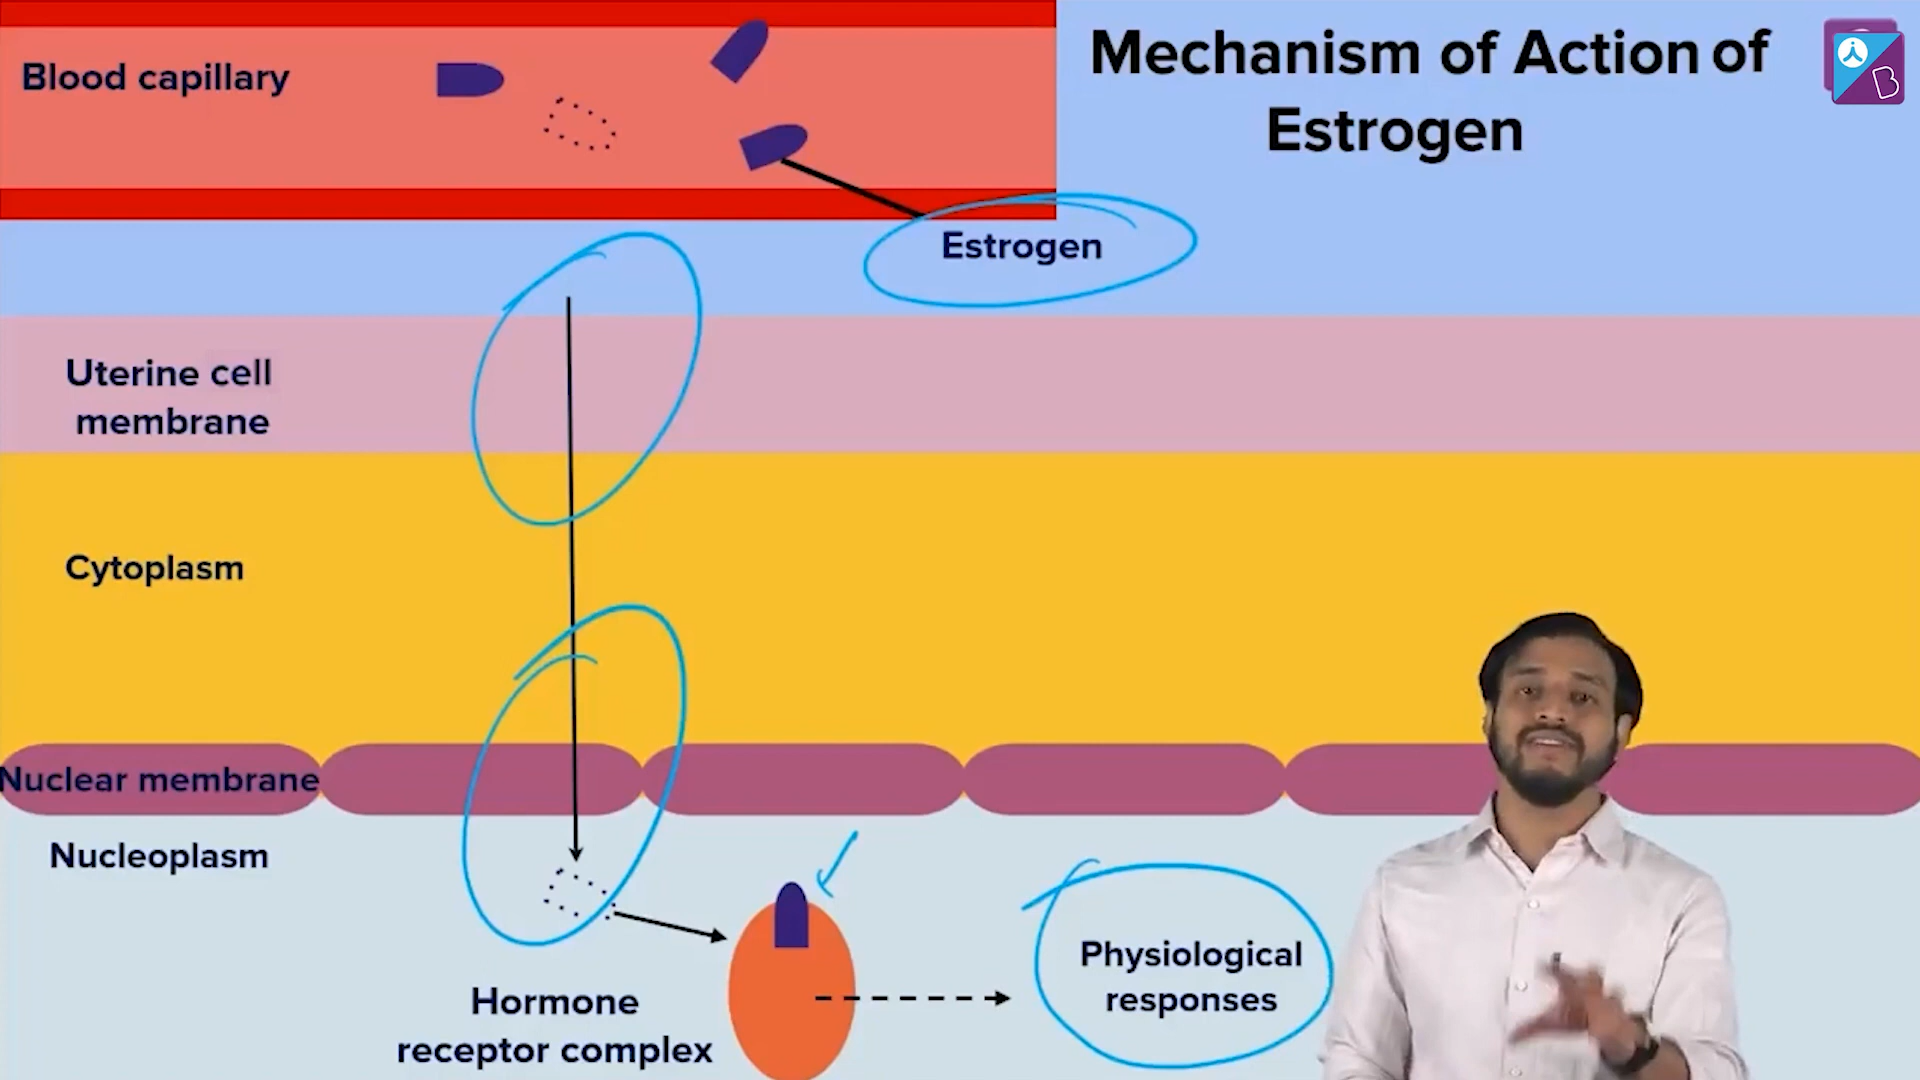 Mechanism of Action of
Estrogen
Blood capillary
Estrogen
Uterine cell
membrane
Cytoplasm
Nuclear membrane
Nucleoplasm
Hormone
receptor complex
Physiological
responses
B